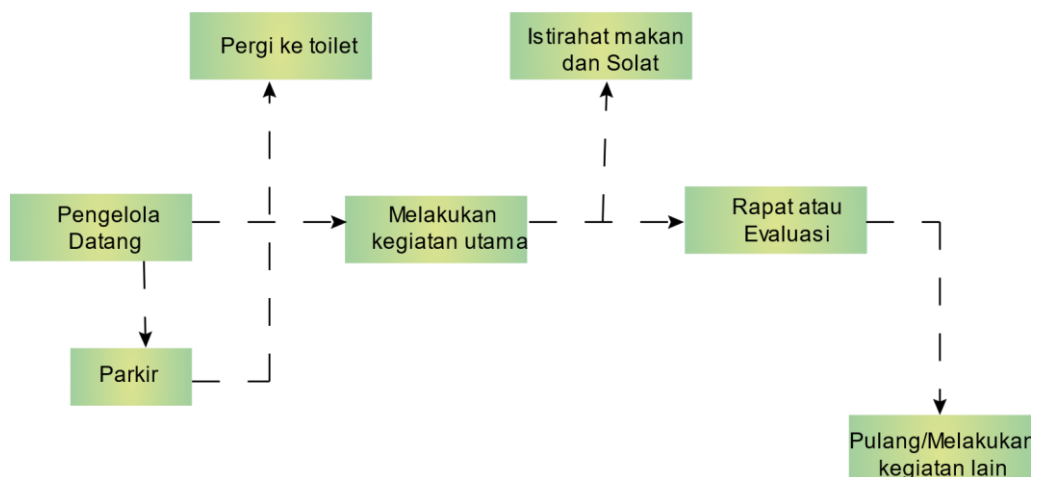 Pergi ke toilet
Istirahat makan
dan Solat
Pengelola
Datang
Melakukan
kegiatan utama
Rapat atau
Evaluasi
Parkir
Pulang/Melakukan
kegiatan lain